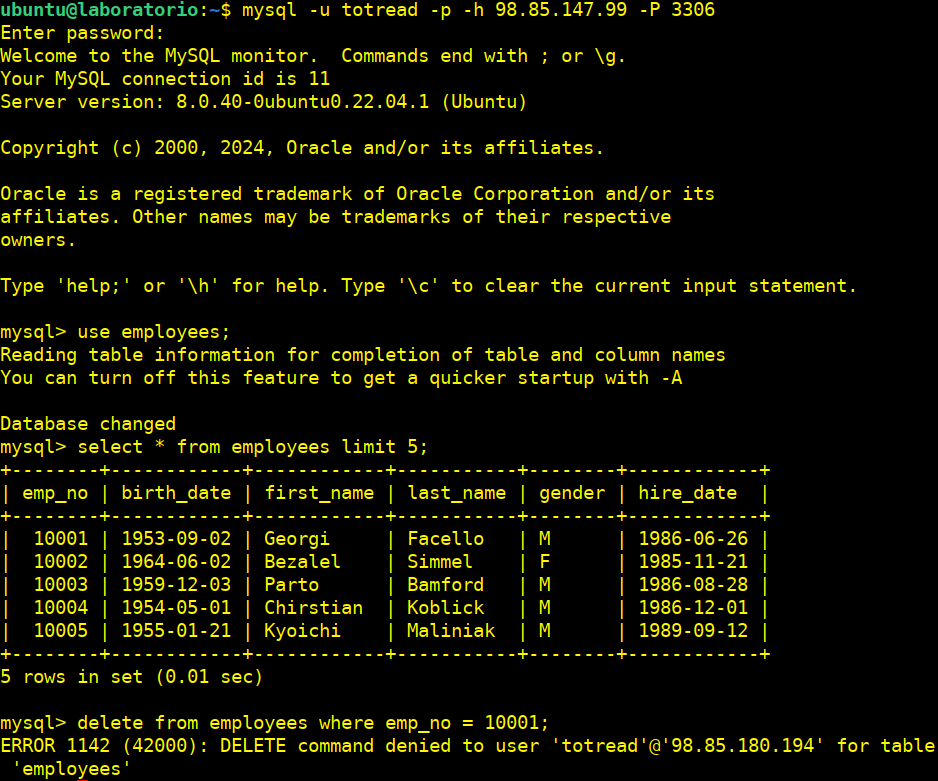 ubuntu@laboratorio:~$ mysql -u totread -p -h 98.85.147.99 -P 3306
Enter password:
Welcome to the MySQL monitor.  Commands end with ; or \g.
Your MySQL connection id is 11
Server version: 8.0.40-0ubuntu0.22.04.1 (Ubuntu)

Copyright (c) 2000, 2024, Oracle and/or its affiliates.

Oracle is a registered trademark of Oracle Corporation and/or its
affiliates. Other names may be trademarks of their respective
owners.

Type 'help;' or '\h' for help. Type '\c' to clear the current input statement.

mysql> use employees;
Reading table information for completion of table and column names
You can turn off this feature to get a quicker startup with -A

Database changed
mysql> select * from employees limit 5;
+--------+------------+------------+-----------+--------+------------+
| emp_no | birth_date | first_name | last_name | gender | hire_date  |
+--------+------------+------------+-----------+--------+------------+
|  10001 | 1953-09-02 | Georgi     | Facello   | M      | 1986-06-26 |
|  10002 | 1964-06-02 | Bezalel    | Simmel    | F      | 1985-11-21 |
|  10003 | 1959-12-03 | Parto      | Bamford   | M      | 1986-08-28 |
|  10004 | 1954-05-01 | Chirstian  | Koblick   | M      | 1986-12-01 |
|  10005 | 1955-01-21 | Kyoichi    | Maliniak  | M      | 1989-09-12 |
+--------+------------+------------+-----------+--------+------------+
5 rows in set (0.01 sec)

mysql> delete from employees where emp_no = 10001;
ERROR 1142 (42000): DELETE command denied to user 'totread'@'98.85.180.194' for table
 'employees'